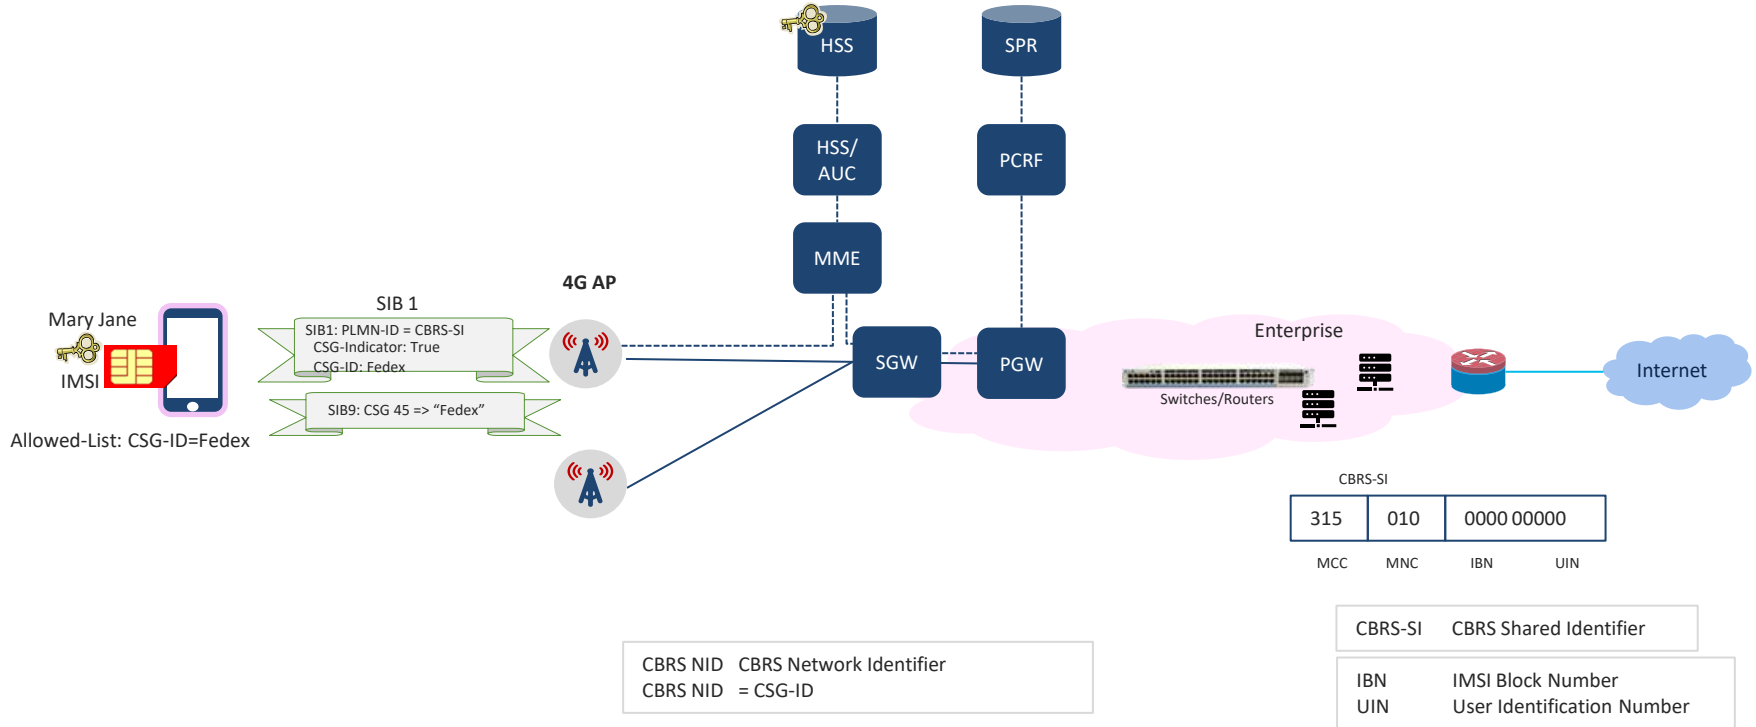 HSS
SPR
HSS/
AUC
PCRF
MME
4G AP
SIB 1
Mary Jane
IMSI
SIB1: PLMN-ID = CBRS-SI
CSG-Indicator: True
CSG-ID: Fedex
SIB9: CSG 45 => “Fedex”
Allowed-List: CSG-ID=Fedex
SGW
PGW
Enterprise
Switches/Routers
Internet
CBRS-SI
315 010 0000 00000
MCC MNC IBN UIN
CBRS-SI CBRS Shared Identifier
CBRS NID CBRS Network Identifier
CBRS NID = CSG-ID
IBN IMSI Block Number
UIN User Identification Number